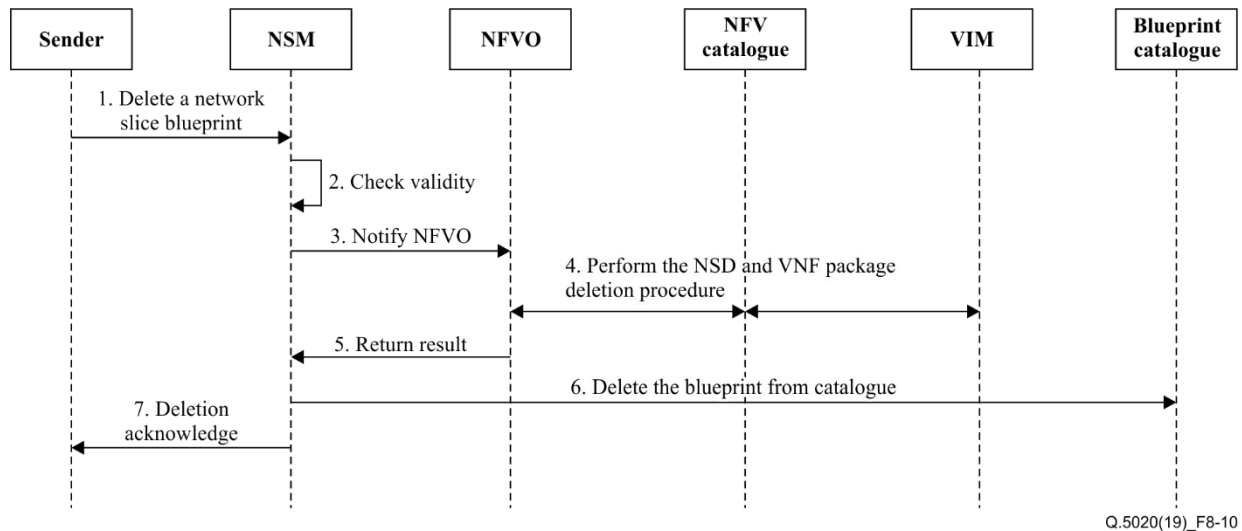 Sender
NSM
NFVO
NFV
catalogue
VIM
Blueprint
catalogue
1. Delete a network
slice blueprint
2. Check validity
3. Notify NFVO
4. Perform the NSD and VNF package
deletion procedure
5. Return result
6. Delete the blueprint from catalogue
7. Deletion
acknowledge
Q.5020(19)_F8-10